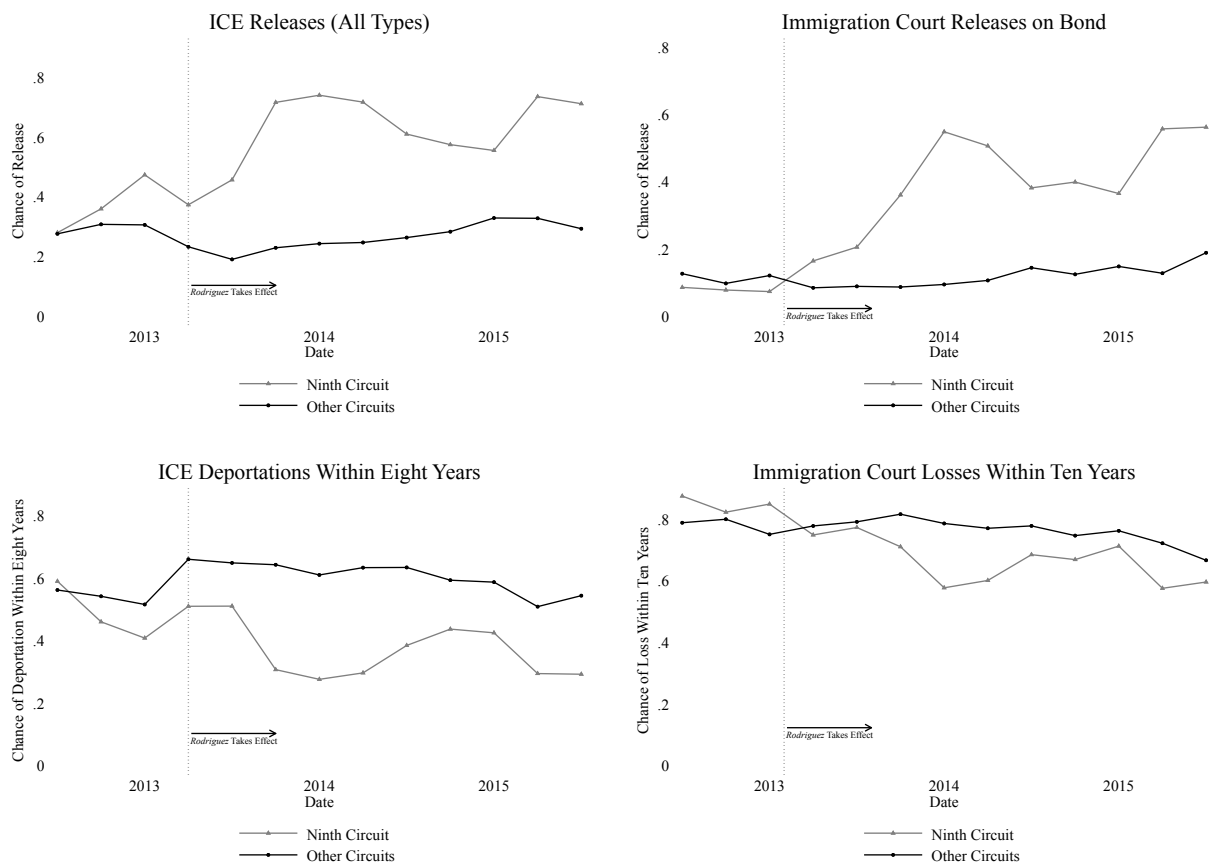 ICE Releases (All Types)
Chance of Release
.8
.6
.4
.2
0
Rodriguez Takes Effect
2013
2014
2015
Date
Ninth Circuit
Other Circuits
Immigration Court Releases on Bond
Chance of Release
.8
.6
.4
.2
0
Rodriguez Takes Effect
2013
2014
2015
Date
Ninth Circuit
Other Circuits
ICE Deportations Within Eight Years
Chance of Deportation Within Eight Years
.8
.6
.4
.2
0
Rodriguez Takes Effect
2013
2014
2015
Date
Ninth Circuit
Other Circuits
Immigration Court Losses Within Ten Years
Chance of Loss Within Ten Years
.8
.6
.4
.2
0
Rodriguez Takes Effect
2013
2014
2015
Date
Ninth Circuit
Other Circuits